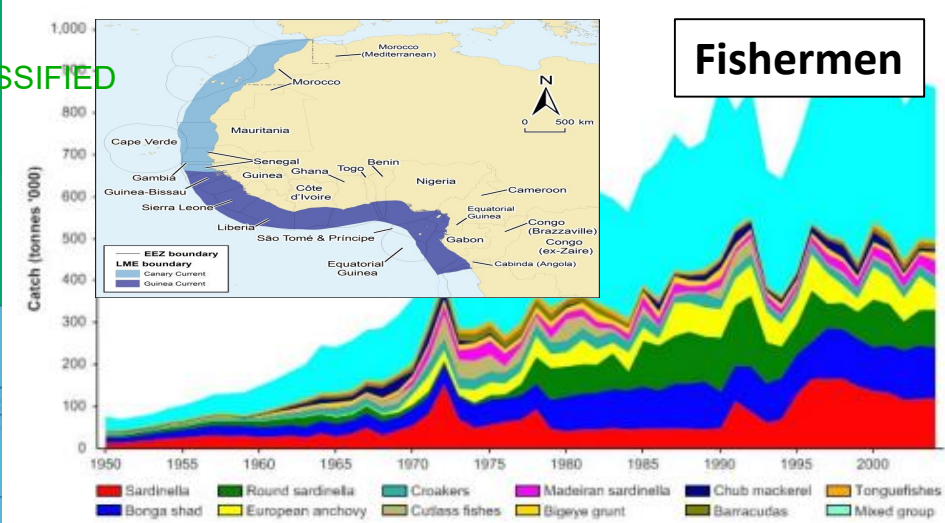 Fishermen
SSIFIED
Catch (tonnes '000)
1,000
800
700
600
500
400
300
200
100
0
1950
1955
1960
1965
1970
1975
1980
1985
1990
1995
2000
Morocco
(Mediterranean)
Morocco
N
0 500 km
Mauritania
Cape Verde
Senegal
Gambia
Guinea
Ghana
Togo
Benin
Guinea-Bissau
Côte
d'Ivoire
Nigeria
Sierra Leone
Cameroon
Liberia
Equatorial
Guinea
São Tomé & Príncipe
Gabon
Congo
(Brazzaville)
Congo
(ex-Zaire)
Equatorial
Guinea
Cabinda (Angola)
EEZ boundary
LME boundary
Canary Current
Guinea Current
Sardinella
Round sardinella
Croakers
Madeiran sardinella
Chub mackerel
Tonguefishes
Bonga shad
European anchovy
Cutlass fishes
Bigeye grunt
Barracudas
Mixed group